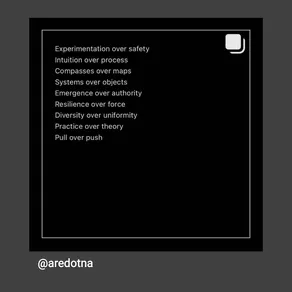 Experimentation over safety
Intuition over process
Compasses over maps
Systems over objects
Emergence over authority
Resilience over force
Diversity over uniformity
Practice over theory
Pull over push
@aredotna